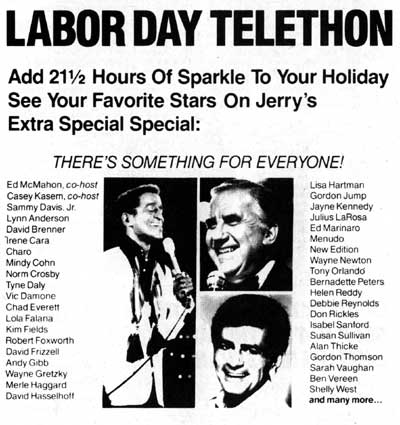 LABOR DAY TELETHON
Add 21½ Hours Of Sparkle To Your Holiday
See Your Favorite Stars On Jerry's
Extra Special Special:
THERE'S SOMETHING FOR EVERYONE!
Ed McMahon, co-host
Casey Kasem, co-host
Sammy Davis, Jr.
Lynn Anderson
David Brenner
Irene Cara
Charo
Mindy Cohn
Norm Crosby
Tyne Daly
Vic Damone
Chad Everett
Lola Falana
Kim Fields
Robert Foxworth
David Frizzell
Andy Gibb
Wayne Gretzky
Merle Haggard
David Hasselhoff
Lisa Hartman
Gordon Jump
Jayne Kennedy
Julius LaRosa
Ed Marinaro
Menudo
New Edition
Wayne Newton
Tony Orlando
Bernadette Peters
Helen Reddy
Debbie Reynolds
Don Rickles
Isabel Sanford
Susan Sullivan
Alan Thicke
Gordon Thomson
Sarah Vaughan
Ben Vereen
Shelly West
and many more...